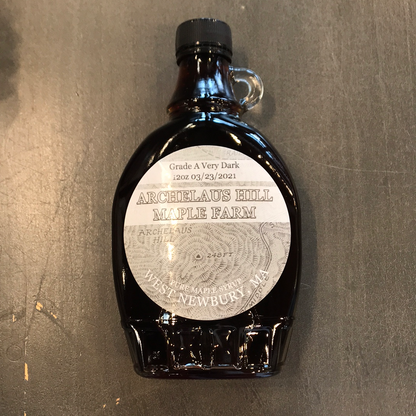 Grade A Very Dark
12oz 03/23/2021
ARCHELAUS HILL
MAPLE FARM
ARCHELAUS
HILL
248FT
PURE MAPLE SYRUP
WEST NEWBURY, MA